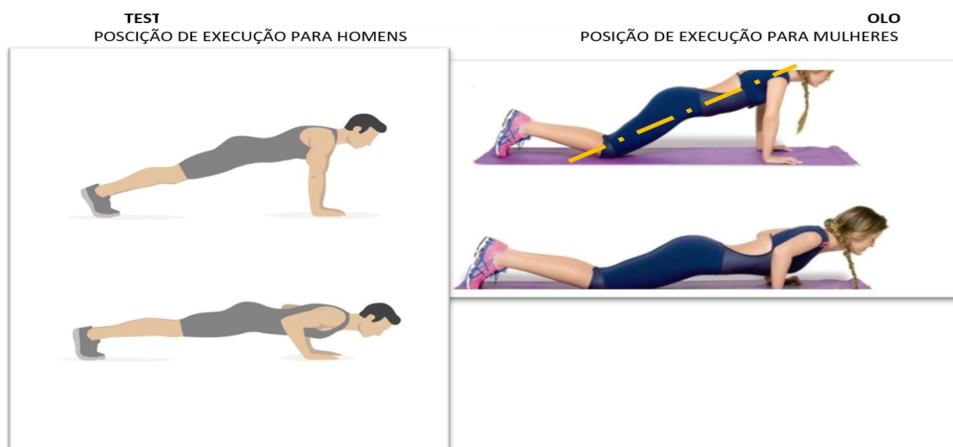 TEST
OLO
POSCIÇÃO DE EXECUÇÃO PARA HOMENS
POSIÇÃO DE EXECUÇÃO PARA MULHERES